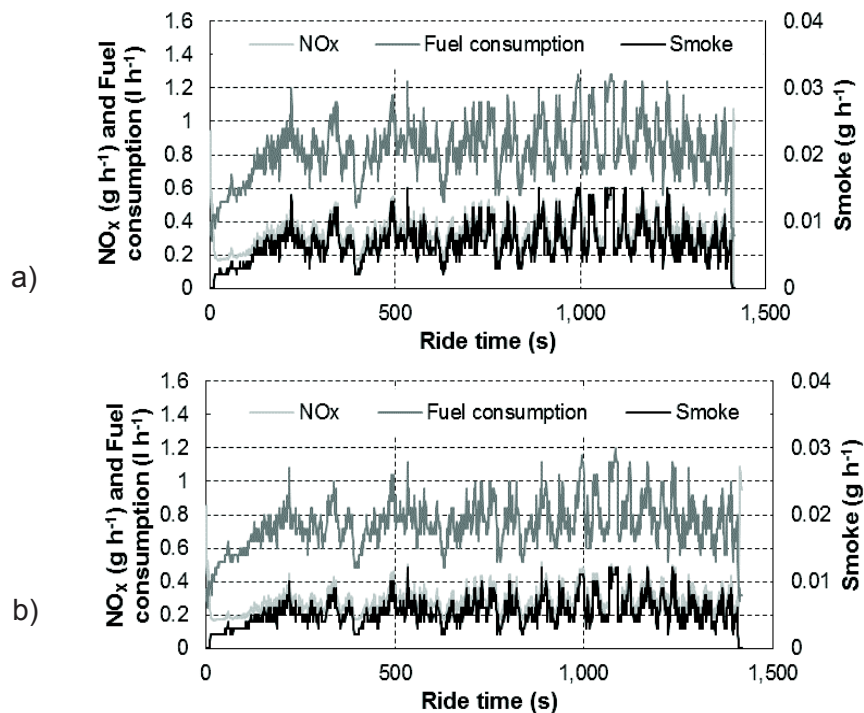 a)
NOx Fuel consumption Smoke
NOX (g h-1) and Fuel
consumption (l h-1)
1.6
1.4
1.2
1
0.8
0.6
0.4
0.2
0
0.04
0.03
0.02
0.01
0
Smoke (g h-1)
0 500 1,000 1,500
Ride time (s)
b)
NOx Fuel consumption Smoke
NOX (g h-1) and Fuel
consumption (l h-1)
1.6
1.4
1.2
1
0.8
0.6
0.4
0.2
0
0.04
0.03
0.02
0.01
0
Smoke (g h-1)
0 500 1,000 1,500
Ride time (s)